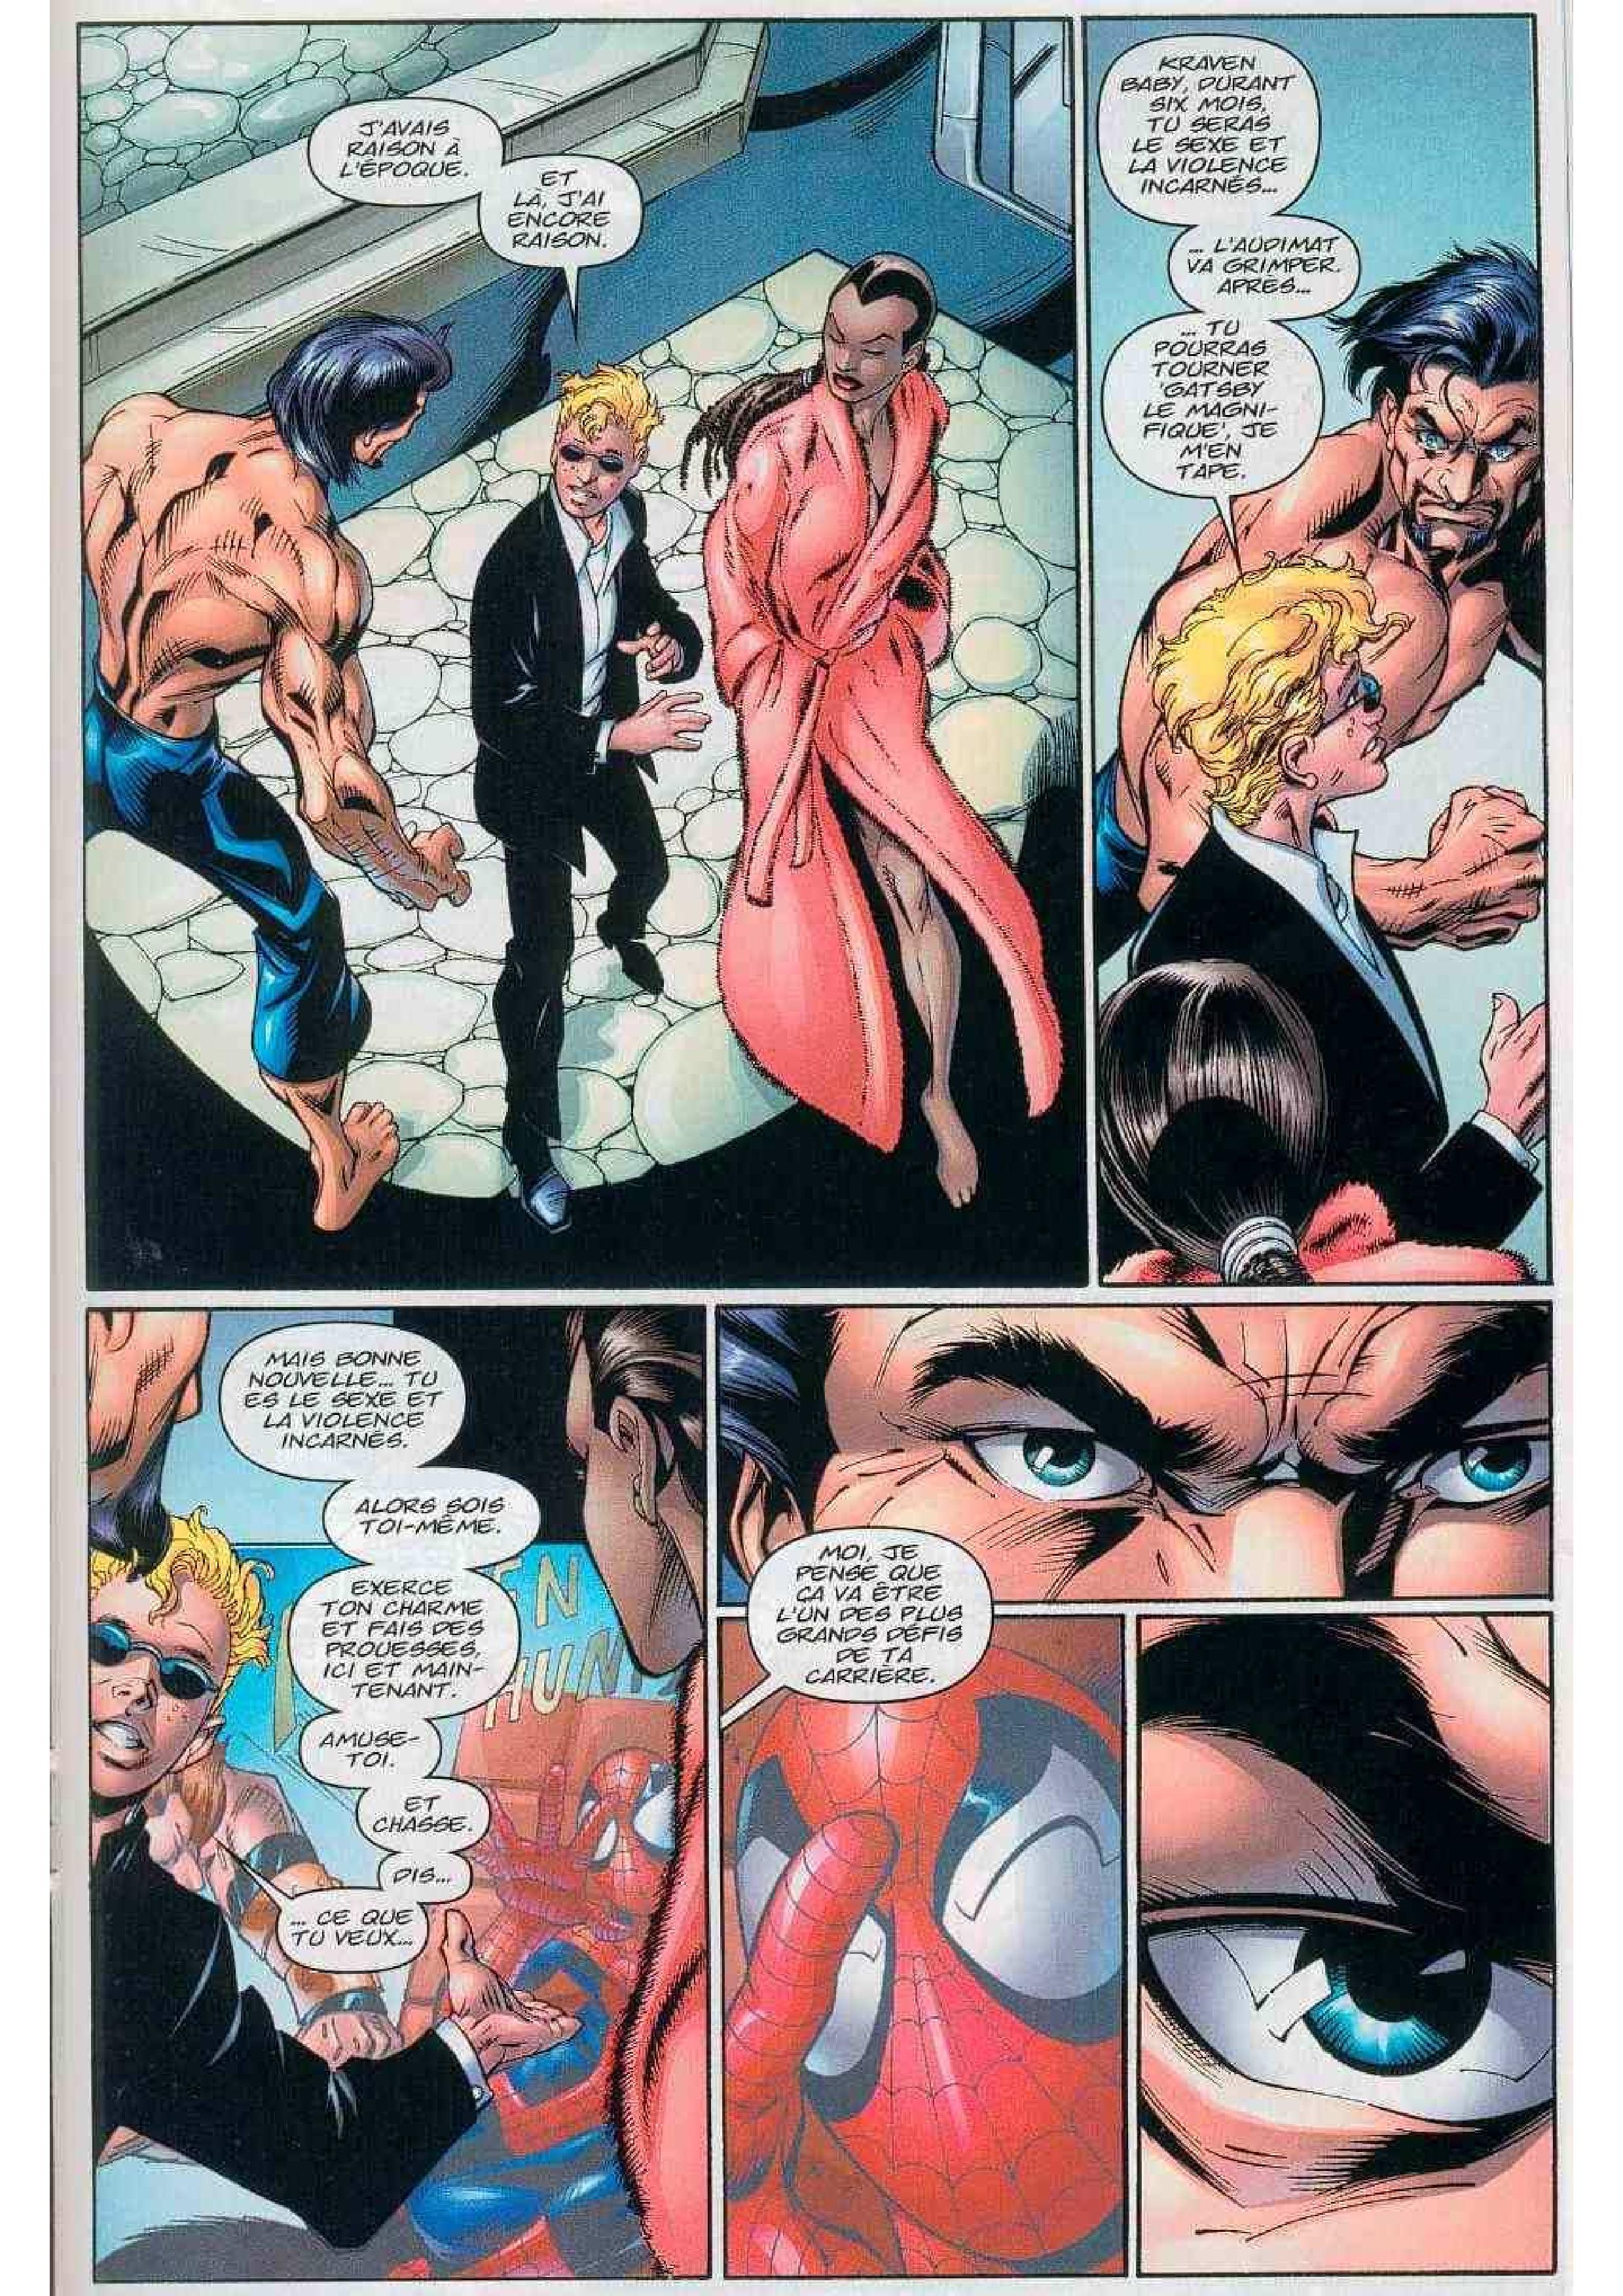 J'AVAIS
RAISON À
L'ÉPOQUE.
ET
LÀ, J'AI
ENCORE
RAISON.
KRAVEN
BABY, DURANT
SIX MOIS,
TU SERAS
LE SEXE ET
LA VIOLENCE
INCARNÉS...
... L'AUDIMAT
VA GRIMPER.
APRÈS...
... TU
POURRAS
TOURNER
'GATSBY
LE MAGNI-
FIQUE', JE
M'EN
TAPE.
MAIS BONNE
NOUVELLE... TU
ES LE SEXE ET
LA VIOLENCE
INCARNÉS.
ALORS SOIS
TOI-MÊME.
EXERCE
TON CHARME
ET FAIS DES
PROUESSES,
ICI ET MAIN-
TENANT.
AMUSE-
TOI.
ET
CHASSE.
DIS...
... CE QUE
TU VEUX...
EN
HUN
MOI, JE
PENSE QUE
ÇA VA ÊTRE
L'UN DES PLUS
GRANDS DÉFIS
DE TA
CARRIÈRE.